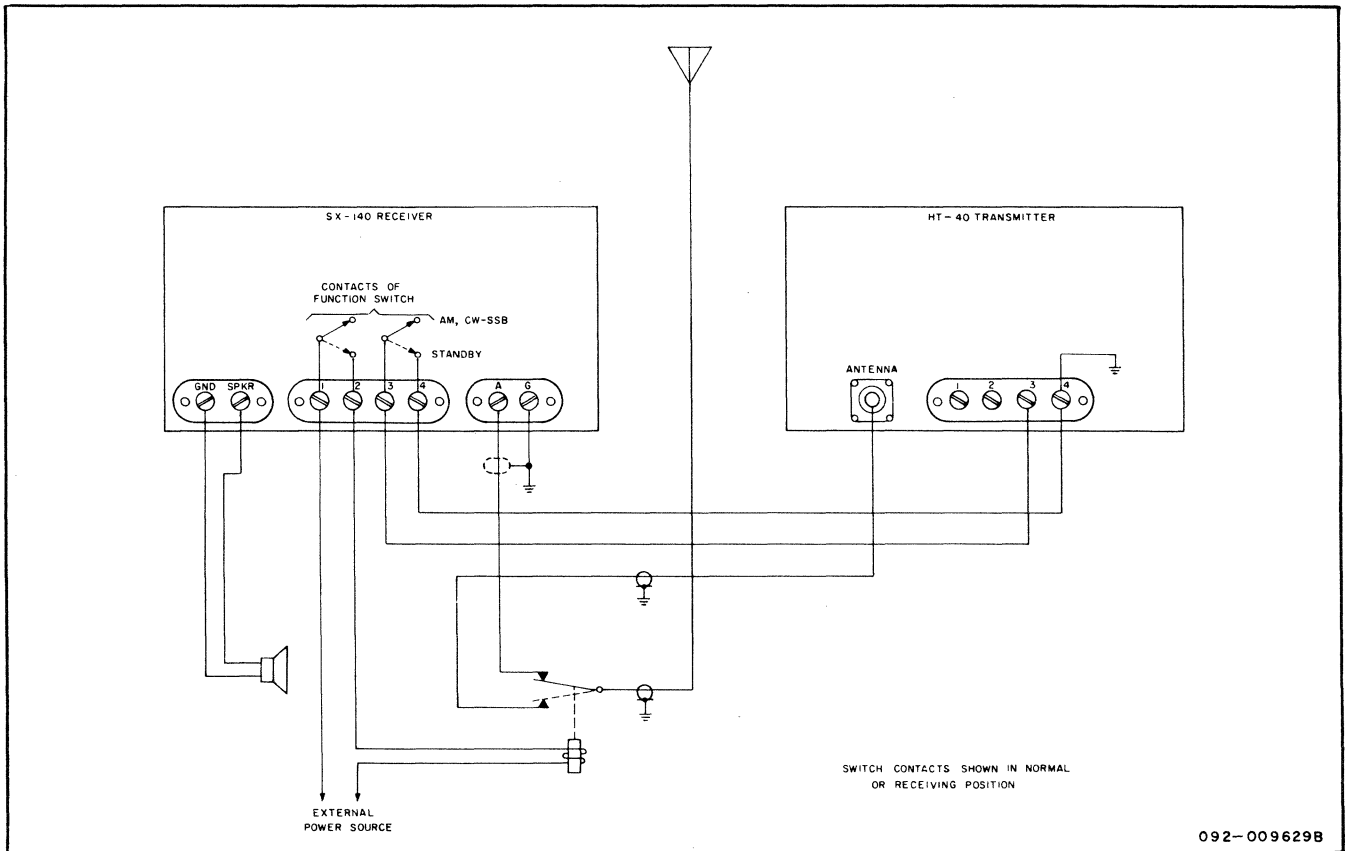 SX-140 RECEIVER
HT-40 TRANSMITTER
CONTACTS OF
FUNCTION SWITCH
AM, CW-SSB
STANDBY
GND SPKR
1 2 3 4
A G
ANTENNA
1 2 3 4
SWITCH CONTACTS SHOWN IN NORMAL
OR RECEIVING POSITION
EXTERNAL
POWER SOURCE
092-009629B